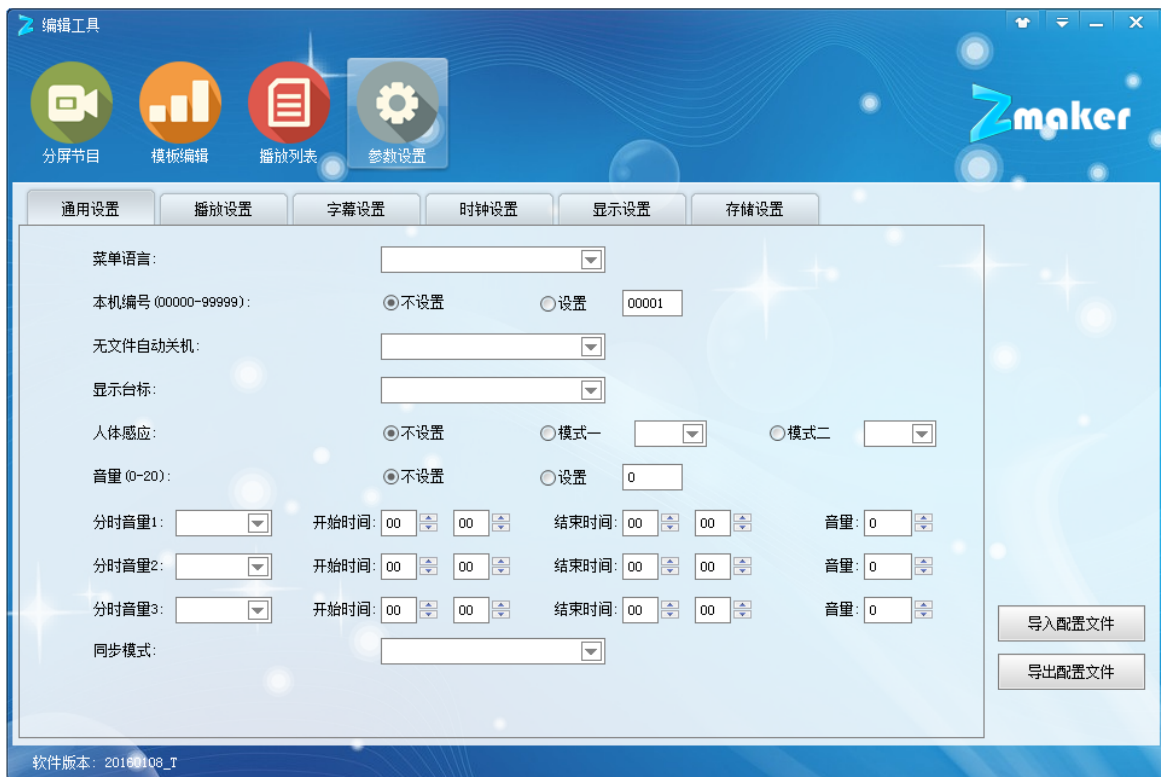 编辑工具
Zmaker
分屏节目 模板编辑 播放列表 参数设置
通用设置 播放设置 字幕设置 时钟设置 显示设置 存储设置
菜单语言:
本机编号(00000-99999): 不设置 设置 00001
无文件自动关机:
显示台标:
人体感应: 不设置 模式一 模式二
音量(0-20): 不设置 设置 0
分时音量1: 开始时间: 00 00 结束时间: 00 00 音量: 0
分时音量2: 开始时间: 00 00 结束时间: 00 00 音量: 0
分时音量3: 开始时间: 00 00 结束时间: 00 00 音量: 0
同步模式:
导入配置文件
导出配置文件
软件版本: 20160108_T